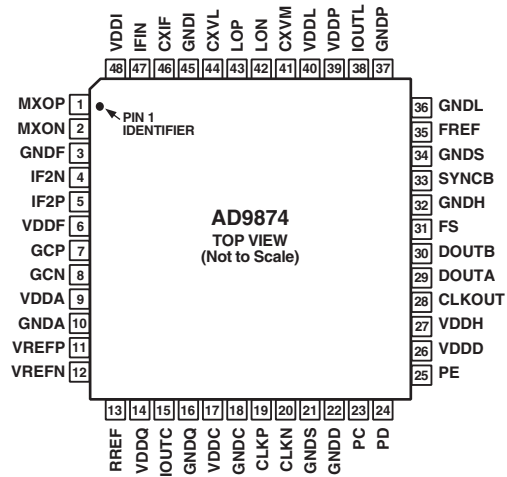 VDDI IFIN CXIF GNDI CXVL LOP LON CXVM VDDL VDDP IOUTL GNDP
48 47 46 45 44 43 42 41 40 39 38 37
MXOP 1
MXON 2
GNDF 3
IF2N 4
IF2P 5
VDDF 6
GCP 7
GCN 8
VDDA 9
GNDA 10
VREFP 11
VREFN 12
PIN 1
IDENTIFIER
AD9874
TOP VIEW
(Not to Scale)
36 GNDL
35 FREF
34 GNDS
33 SYNCB
32 GNDH
31 FS
30 DOUTB
29 DOUTA
28 CLKOUT
27 VDDH
26 VDDD
25 PE
13 14 15 16 17 18 19 20 21 22 23 24
RREF VDDQ IOUTC GNDQ VDDC GNDC CLKP CLKN GNDS GNDD PC PD